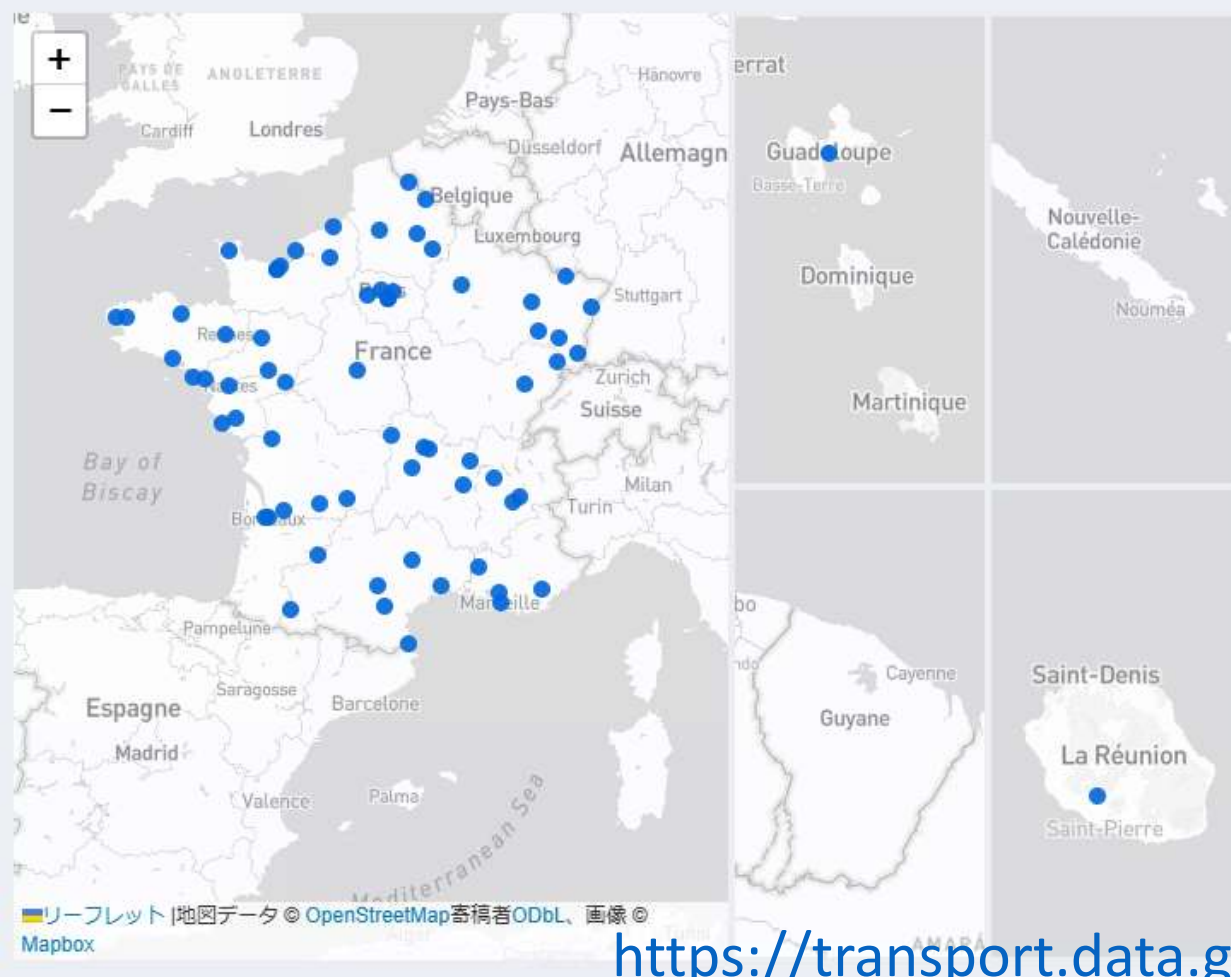 +
PAYS DE
GALLES
ANGLETERRE
Cardiff
Londres
Pays-Bas
Hanovre
Düsseldorf
Allemagn
Belgique
Luxembourg
Stuttgart
France
Zurich
Suisse
Milan
Turin
Bay of
Biscay
Pampelune
Saragosse
Barcelone
Espagne
Madrid
Valence
Palma
Mediterranean Sea
errat
Guadeloupe
Basse-Terre
Dominique
Martinique
Nouvelle-
Calédonie
Nouméa
Cayenne
Guyane
Saint-Denis
La Réunion
Saint-Pierre
リーフレット |地図データ © OpenStreetMap寄稿者ODbL、画像 ©
Mapbox
https://transport.data.g